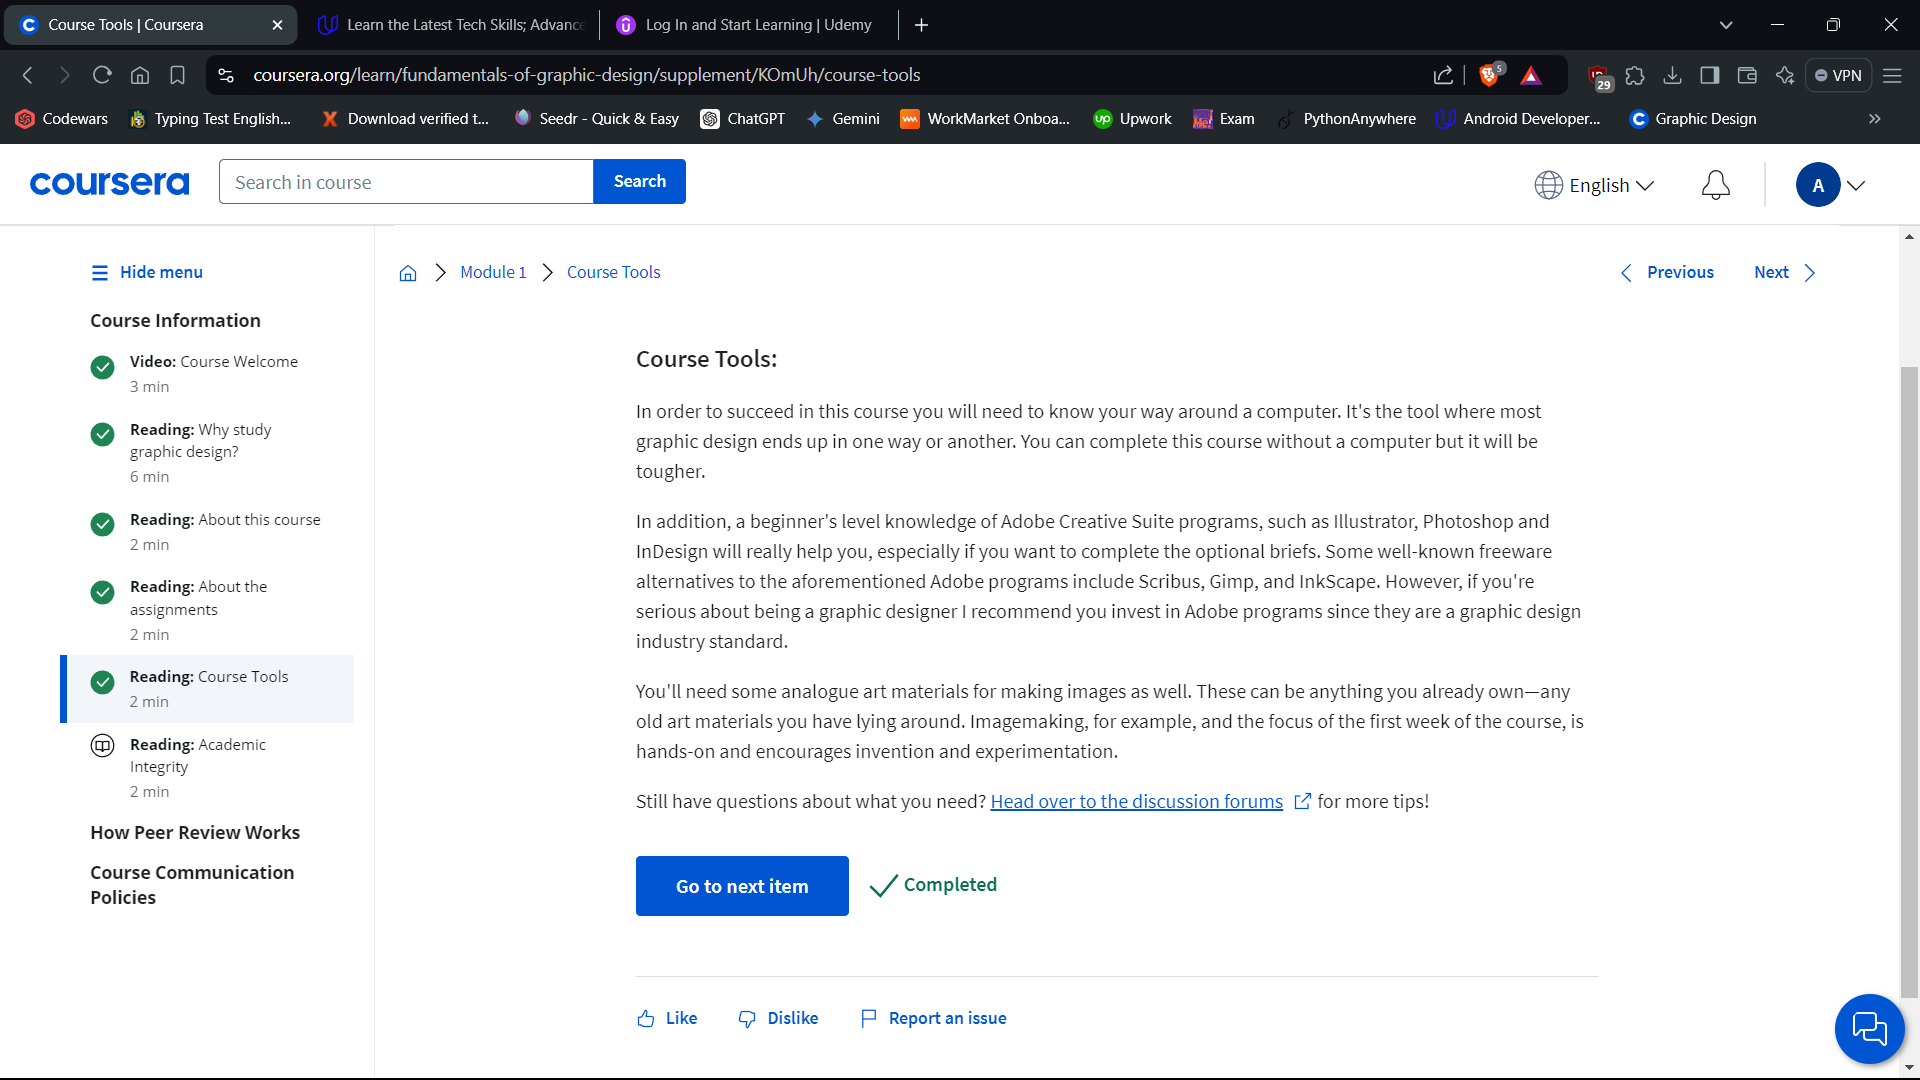 Course Tools | Coursera
Learn the Latest Tech Skills; Advance
Log In and Start Learning | Udemy
coursera.org/learn/fundamentals-of-graphic-design/supplement/KOmUh/course-tools
5
29
VPN
Codewars
Typing Test English...
Download verified t...
Seedr - Quick & Easy
ChatGPT
Gemini
WorkMarket Onboa...
Upwork
Exam
PythonAnywhere
Android Developer...
Graphic Design
coursera
Search in course
Search
English
A
Hide menu
Module 1
Course Tools
Previous
Next
Course Information
Video: Course Welcome
3 min
Reading: Why study
graphic design?
6 min
Reading: About this course
2 min
Reading: About the
assignments
2 min
Reading: Course Tools
2 min
Reading: Academic
Integrity
2 min
How Peer Review Works
Course Communication
Policies
Course Tools:
In order to succeed in this course you will need to know your way around a computer. It's the tool where most
graphic design ends up in one way or another. You can complete this course without a computer but it will be
tougher.
In addition, a beginner's level knowledge of Adobe Creative Suite programs, such as Illustrator, Photoshop and
InDesign will really help you, especially if you want to complete the optional briefs. Some well-known freeware
alternatives to the aforementioned Adobe programs include Scribus, Gimp, and InkScape. However, if you're
serious about being a graphic designer I recommend you invest in Adobe programs since they are a graphic design
industry standard.
You'll need some analogue art materials for making images as well. These can be anything you already own—any
old art materials you have lying around. Imagemaking, for example, and the focus of the first week of the course, is
hands-on and encourages invention and experimentation.
Still have questions about what you need? Head over to the discussion forums for more tips!
Go to next item
Completed
Like
Dislike
Report an issue